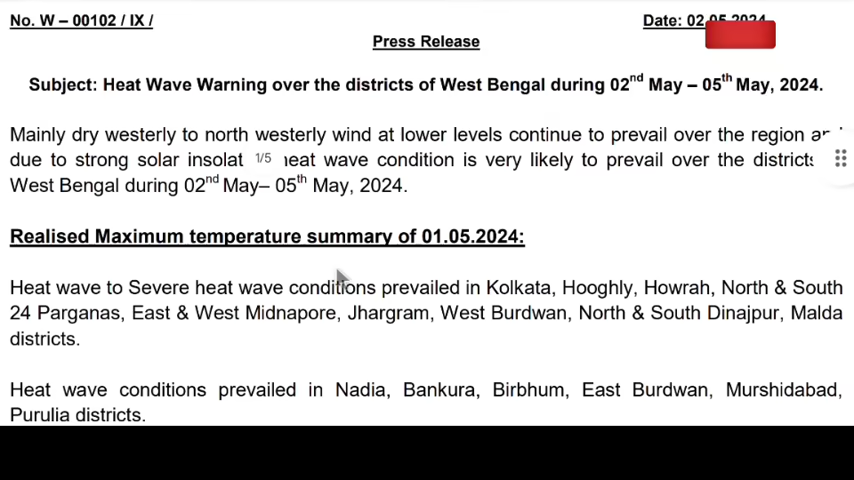 No. W – 00102 / IX /
Date: 02.05.2024
Press Release
Subject: Heat Wave Warning over the districts of West Bengal during 02nd May – 05th May, 2024.
Mainly dry westerly to north westerly wind at lower levels continue to prevail over the region
due to strong solar 1/5 heat wave condition is very likely to prevail over the districts
West Bengal during 02nd May– 05th May, 2024.
Realised Maximum temperature summary of 01.05.2024:
Heat wave to Severe heat wave conditions prevailed in Kolkata, Hooghly, Howrah, North & South
24 Parganas, East & West Midnapore, Jhargram, West Burdwan, North & South Dinajpur, Malda
districts.
Heat wave conditions prevailed in Nadia, Bankura, Birbhum, East Burdwan, Murshidabad,
Purulia districts.